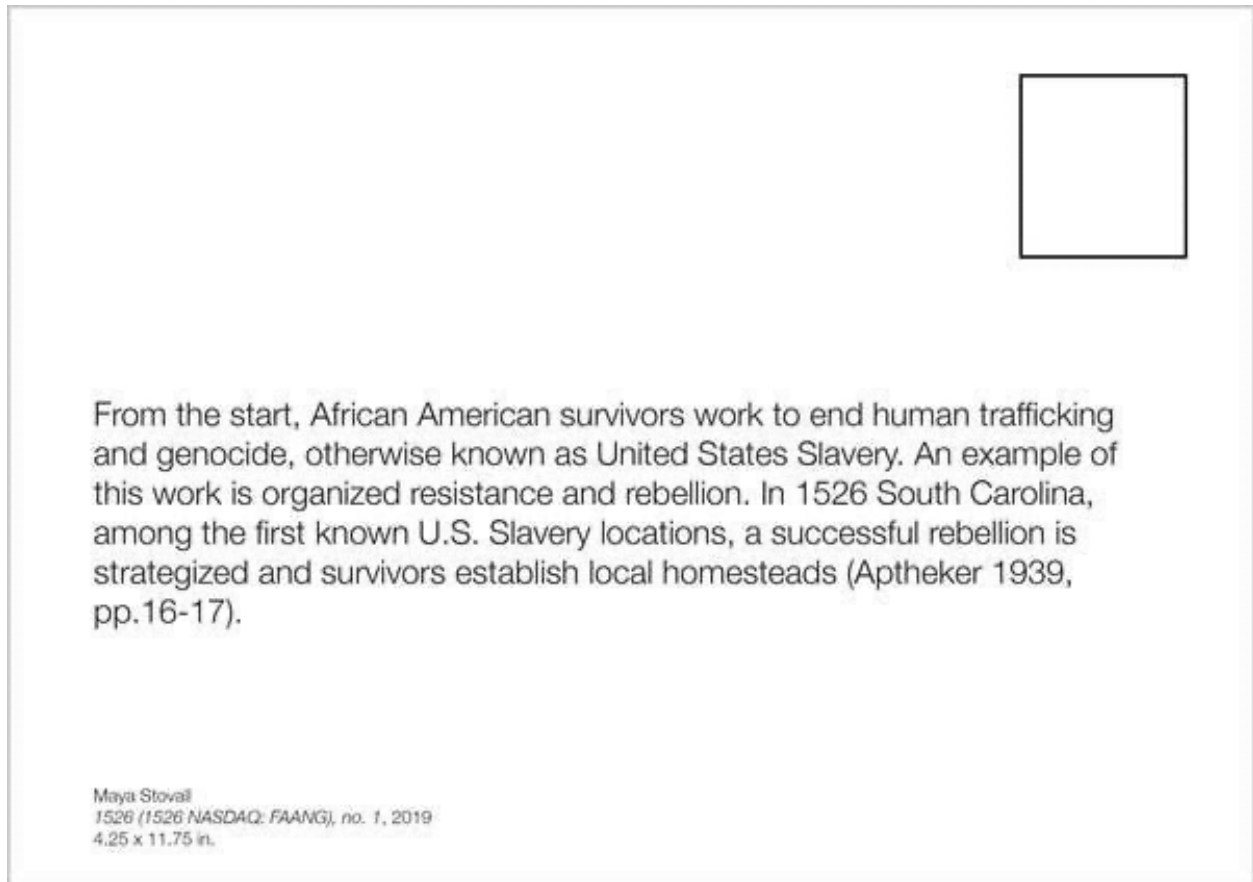 From the start, African American survivors work to end human trafficking
and genocide, otherwise known as United States Slavery. An example of
this work is organized resistance and rebellion. In 1526 South Carolina,
among the first known U.S. Slavery locations, a successful rebellion is
strategized and survivors establish local homesteads (Aptheker 1939,
pp.16-17).
Maya Stovall
1526 (1526 NASDAQ: FAANG), no. 1, 2019
4.25 x 11.75 in.